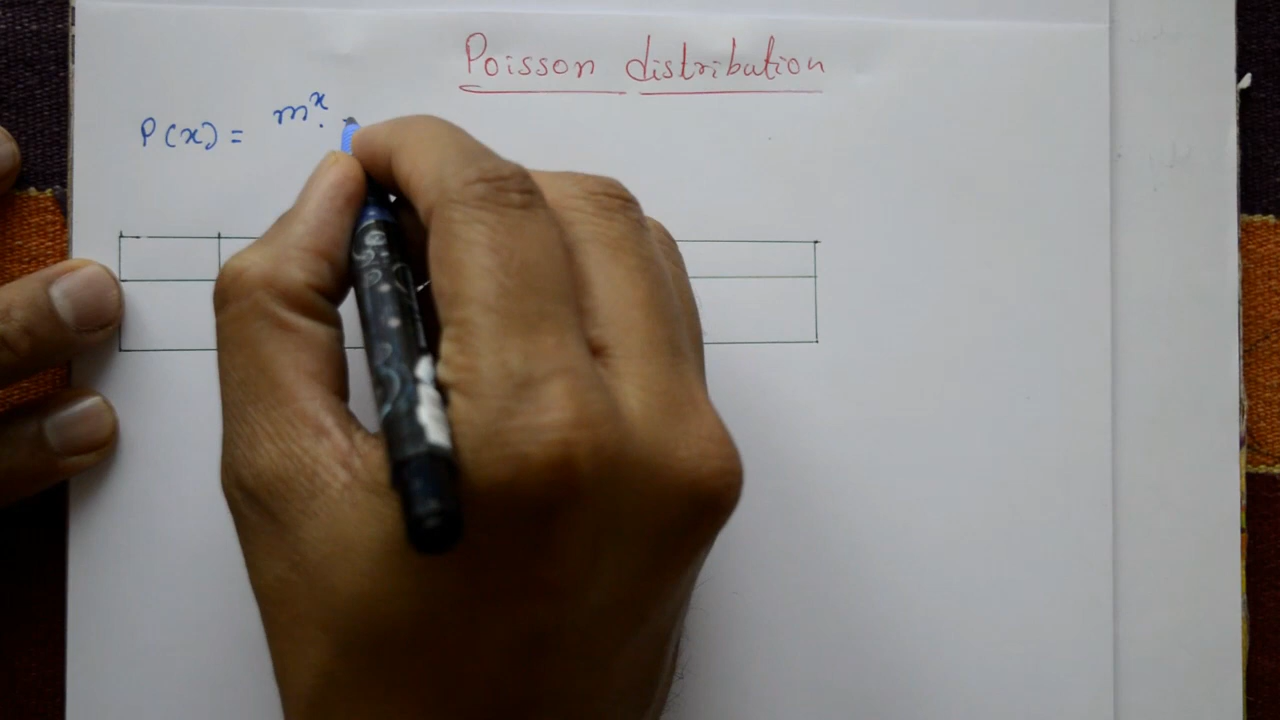 Poisson distribution
P(x) = m^x .